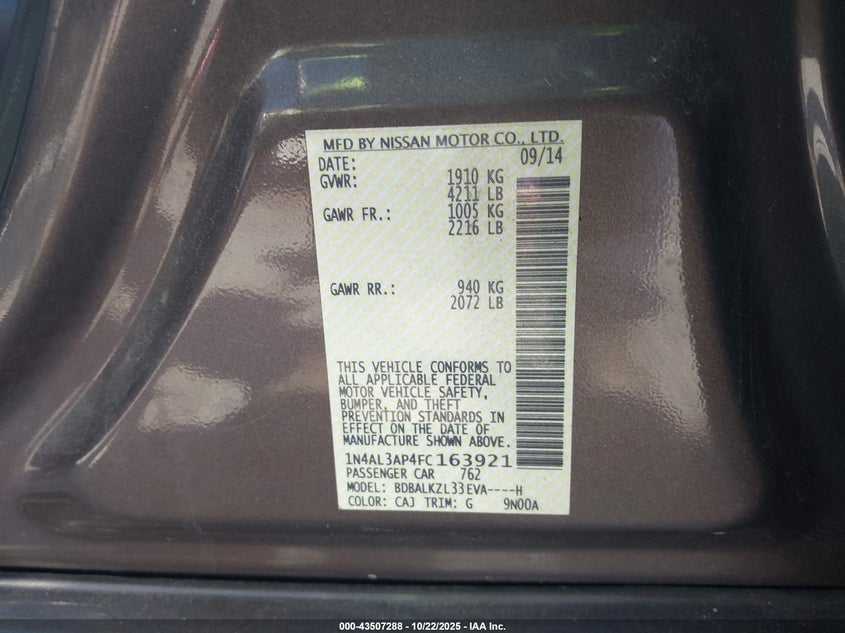 MFD BY NISSAN MOTOR CO., LTD.
DATE: 09/14
GVWR: 1910 KG
4211 LB
GAWR FR.: 1005 KG
2216 LB
GAWR RR.: 940 KG
2072 LB
THIS VEHICLE CONFORMS TO
ALL APPLICABLE FEDERAL
MOTOR VEHICLE SAFETY,
BUMPER, AND THEFT
PREVENTION STANDARDS IN
EFFECT ON THE DATE OF
MANUFACTURE SHOWN ABOVE.
1N4AL3AP4FC163921
PASSENGER CAR 762
MODEL: BDBALKZL33EVA----H
COLOR: CAJ TRIM: G 9N00A
000-43507288 - 10/22/2025 - IAA Inc.